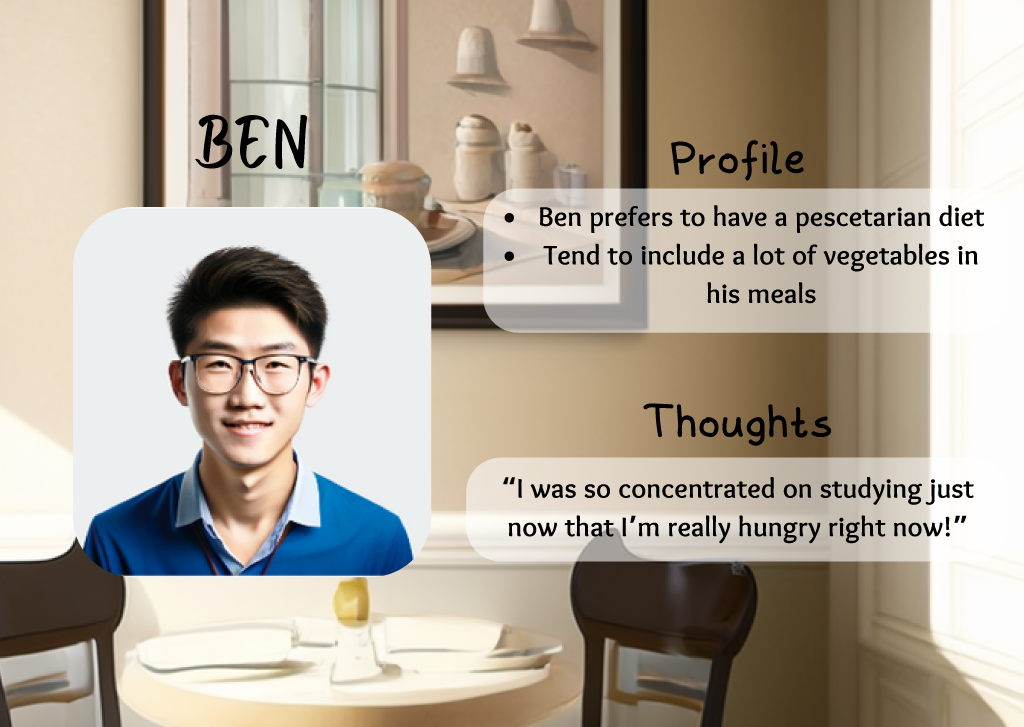 BEN
Profile
• Ben prefers to have a pescetarian diet
• Tend to include a lot of vegetables in
his meals
Thoughts
“I was so concentrated on studying just
now that I’m really hungry right now!”